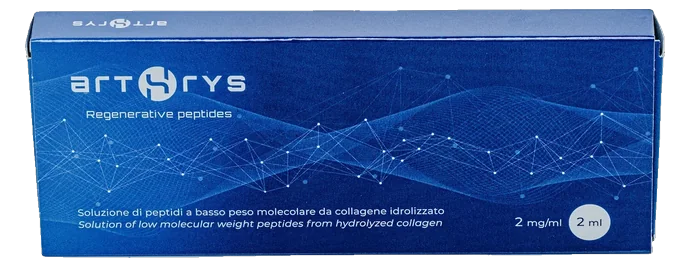 arthrys
arthrys
Regenerative peptides
Soluzione di peptidi a basso peso molecolare da collagene idrolizzato
Solution of low molecular weight peptides from hydrolyzed collagen
2 mg/ml 2 ml